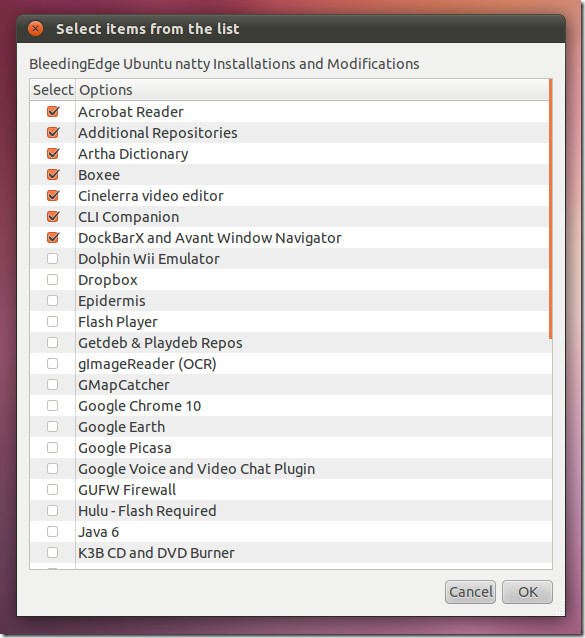 Select items from the list
BleedingEdge Ubuntu natty Installations and Modifications
Select Options
Acrobat Reader
Additional Repositories
Artha Dictionary
Boxee
Cinelerra video editor
CLI Companion
DockBarX and Avant Window Navigator
Dolphin Wii Emulator
Dropbox
Epidermis
Flash Player
Getdeb & Playdeb Repos
gImageReader (OCR)
GMapCatcher
Google Chrome 10
Google Earth
Google Picasa
Google Voice and Video Chat Plugin
GUFW Firewall
Hulu - Flash Required
Java 6
K3B CD and DVD Burner
Cancel OK